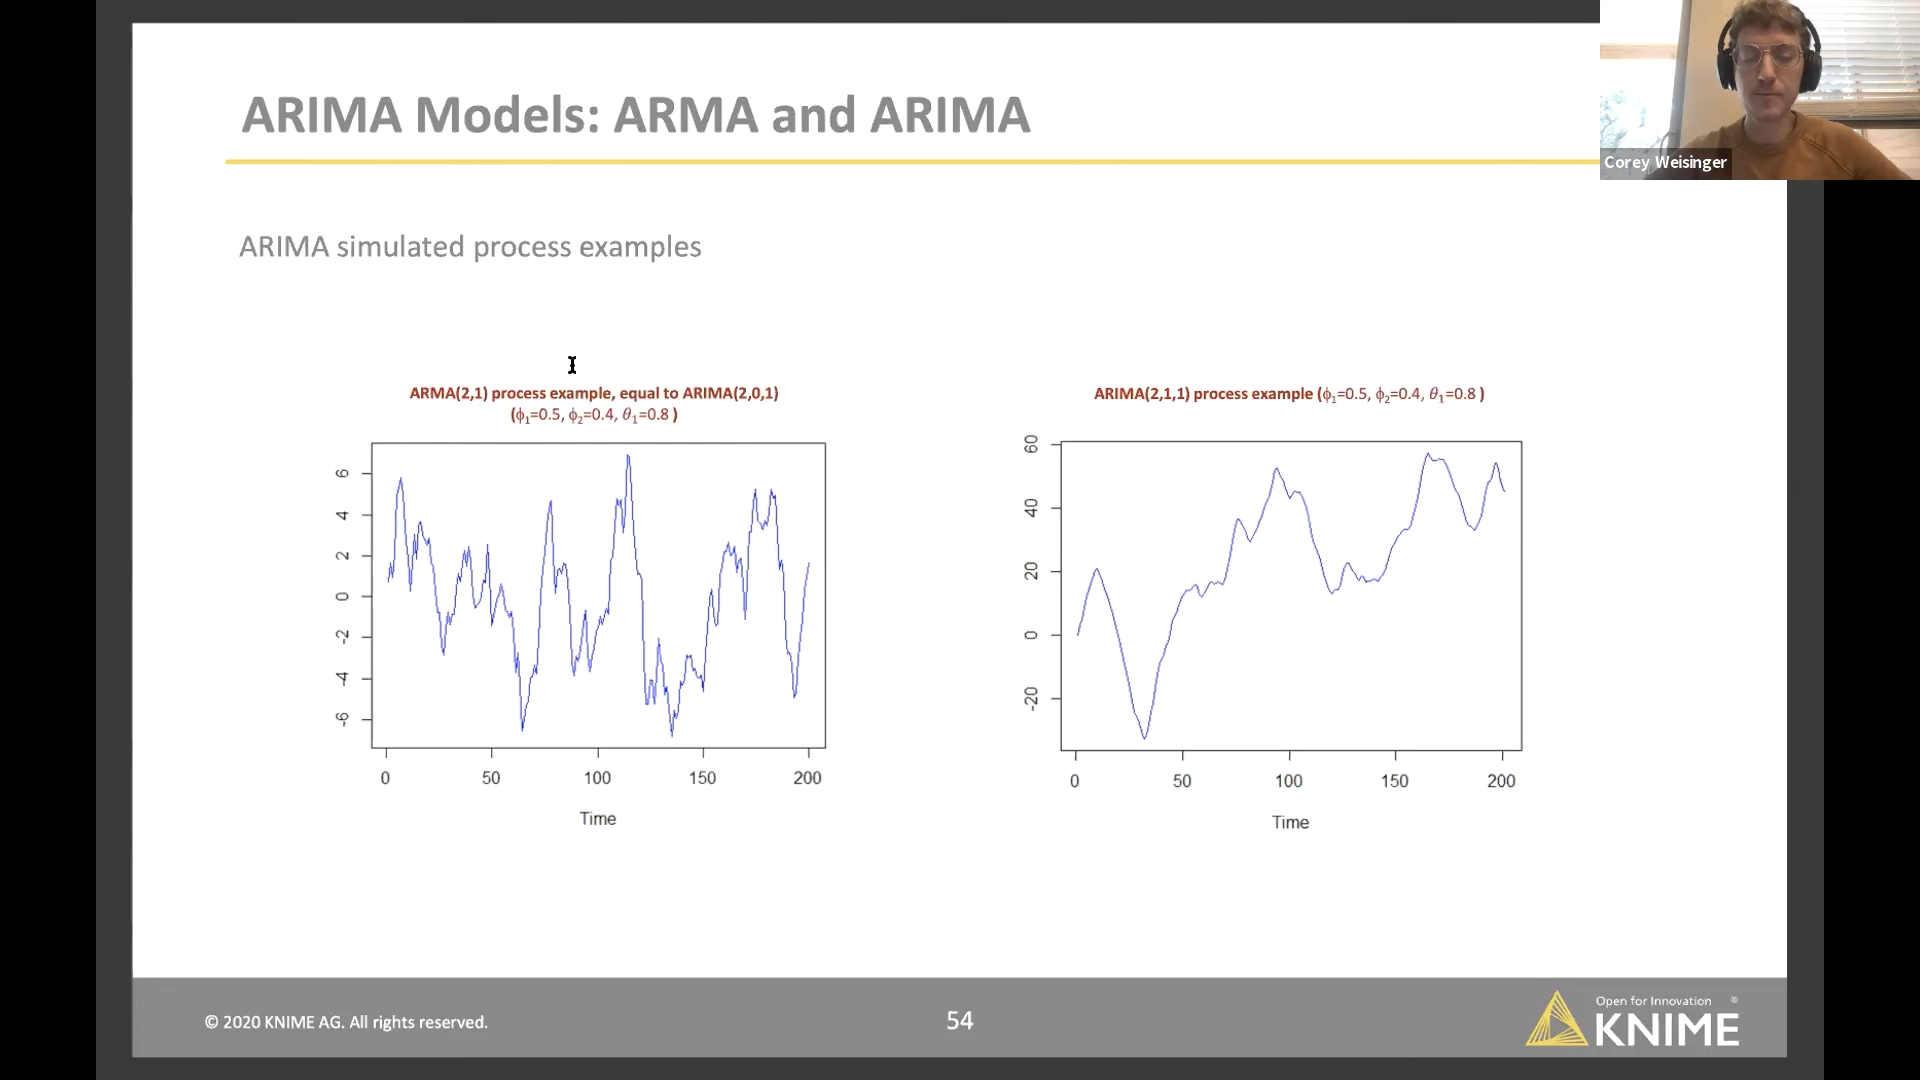 ARIMA Models: ARMA and ARIMA
Corey Weisinger
ARIMA simulated process examples
ARMA(2,1) process example, equal to ARIMA(2,0,1)
(ϕ₁=0.5, ϕ₂=0.4, θ₁=0.8 )
6
4
2
0
-2
-4
-6
0 50 100 150 200
Time
ARIMA(2,1,1) process example (ϕ₁=0.5, ϕ₂=0.4, θ₁=0.8 )
60
40
20
0
-20
0 50 100 150 200
Time
© 2020 KNIME AG. All rights reserved.
54
Open for Innovation ®
KNIME